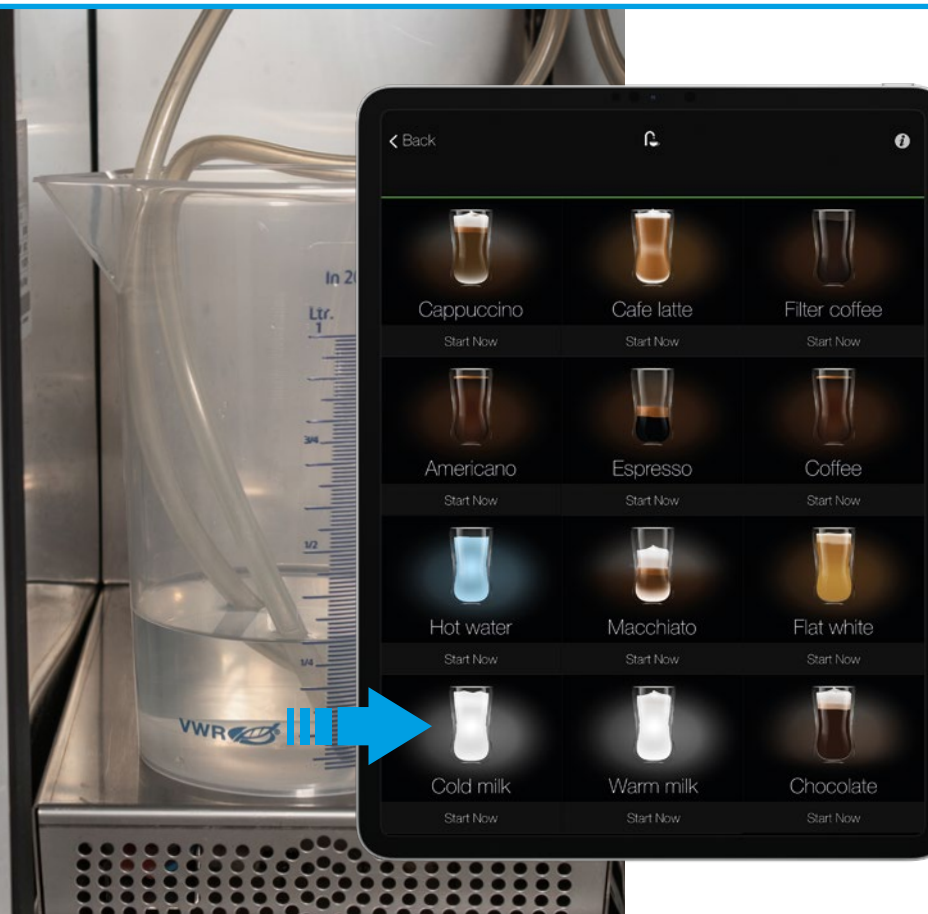 In 20
Ltr.
1
3/4
1/2
1/4
VWR
Back
Cappuccino Cafe latte Filter coffee
Start Now Start Now Start Now
Americano Espresso Coffee
Start Now Start Now Start Now
Hot water Macchiato Flat white
Start Now Start Now Start Now
Cold milk Warm milk Chocolate
Start Now Start Now Start Now